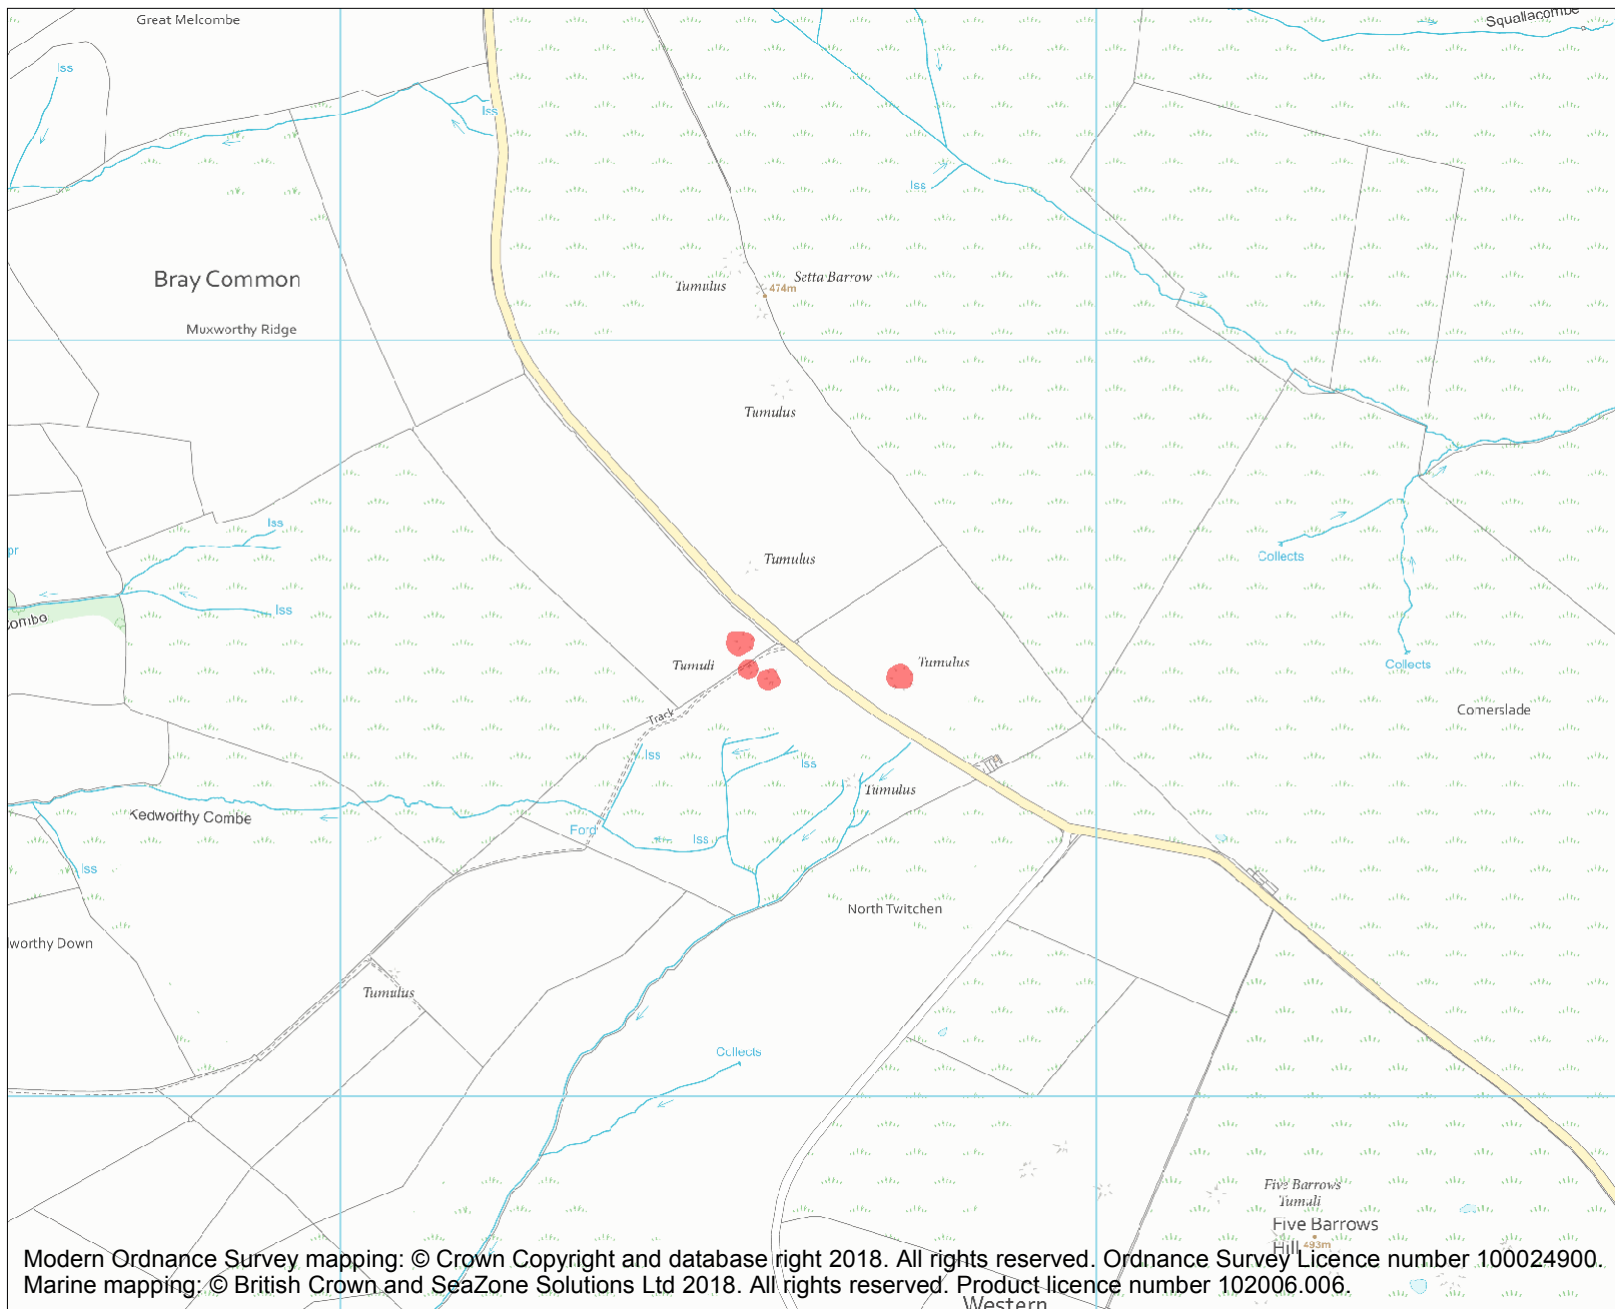 Great Melcombe
Squallacombe
Iss
Iss
Iss
Bray Common
Tumulus
Setta Barrow
474m
Muxworthy Ridge
Tumulus
Iss
pr
Collects
Tumulus
Iss
ombe
Tumuli
Tumulus
Collects
Track
Comerslade
Iss
Iss
Tumulus
Kedworthy Combe
Ford
Iss
Iss
North Twitchen
worthy Down
Tumulus
Collects
Five Barrows
Tumuli
Five Barrows
Hill
493m
Modern Ordnance Survey mapping: © Crown Copyright and database right 2018. All rights reserved. Ordnance Survey Licence number 100024900.
Marine mapping: © British Crown and SeaZone Solutions Ltd 2018. All rights reserved. Product licence number 102006.006.
Western